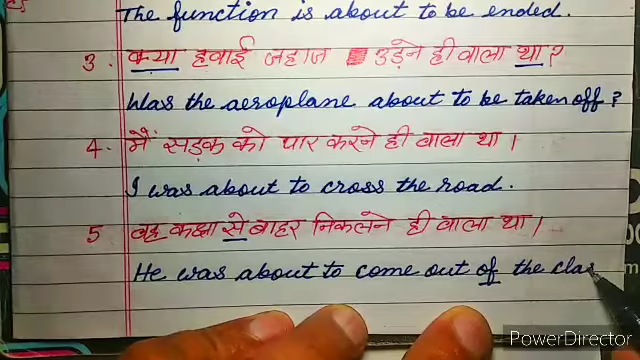 The function is about to be ended.
3. क्या हवाई जहाज उड़ने ही वाला था?
Was the aeroplane about to be taken off?
4. मैं सड़क को पार करने ही वाला था।
I was about to cross the road.
5 वह कक्षा से बाहर निकलने ही वाला था।
He was about to come out of the clas
PowerDirector